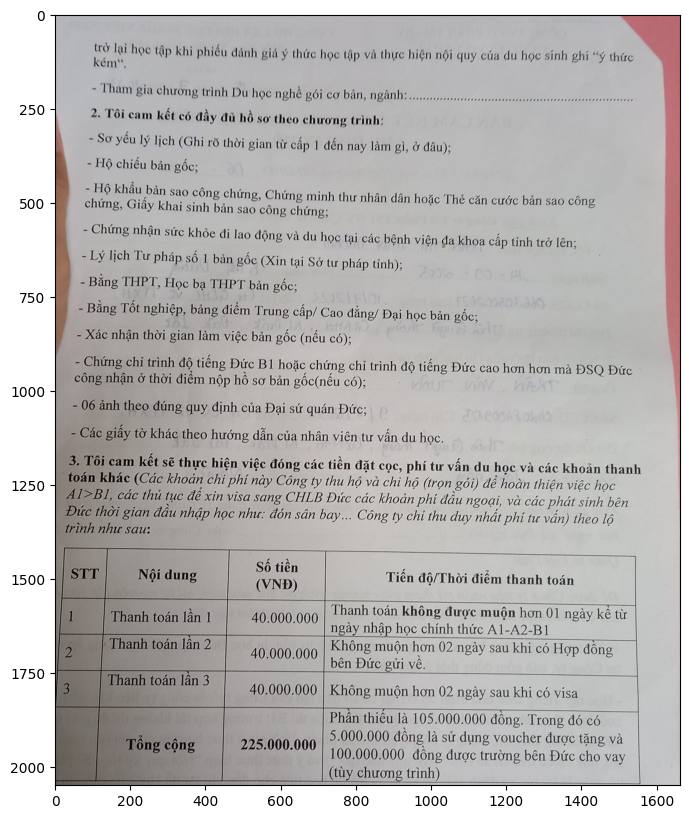 trở lại học tập khi phiếu đánh giá ý thức học tập và thực hiện nội quy của du học sinh ghi "ý thức
kém".
- Tham gia chương trình Du học nghề gói cơ bản, ngành:
2. Tôi cam kết có đầy đủ hồ sơ theo chương trình:
- Sơ yếu lý lịch (Ghi rõ thời gian từ cấp 1 đến nay làm gì, ở đâu);
- Hộ chiếu bản gốc;
- Hộ khẩu bản sao công chứng, Chứng minh thư nhân dân hoặc Thẻ căn cước bản sao công
chứng, Giấy khai sinh bản sao công chứng;
- Chứng nhận sức khỏe đi lao động và du học tại các bệnh viện đa khoa cấp tỉnh trở lên;
- Lý lịch Tư pháp số 1 bản gốc (Xin tại Sở tư pháp tỉnh);
- Bằng THPT, Học bạ THPT bản gốc;
- Bằng Tốt nghiệp, bảng điểm Trung cấp/ Cao đẳng/ Đại học bản gốc;
- Xác nhận thời gian làm việc bản gốc (nếu có);
- Chứng chỉ trình độ tiếng Đức B1 hoặc chứng chỉ trình độ tiếng Đức cao hơn hơn mà ĐSQ Đức
công nhận ở thời điểm nộp hồ sơ bản gốc(nếu có);
- 06 ảnh theo đúng quy định của Đại sứ quán Đức;
- Các giấy tờ khác theo hướng dẫn của nhân viên tư vấn du học.
3. Tôi cam kết sẽ thực hiện việc đóng các tiền đặt cọc, phí tư vấn du học và các khoản thanh
toán khác (Các khoản chi phí này Công ty thu hộ và chi hộ (trọn gói) để hoàn thiện việc học
A1>B1, các thủ tục để xin visa sang CHLB Đức các khoản phí đầu ngoại, và các phát sinh bên
Đức thời gian đầu nhập học như: đón sân bay... Công ty chỉ thu duy nhất phí tư vấn) theo lộ
trình như sau:
STT Nội dung Số tiền (VNĐ) Tiến độ/Thời điểm thanh toán
1 Thanh toán lần 1 40.000.000 Thanh toán không được muộn hơn 01 ngày kể từ
ngày nhập học chính thức A1-A2-B1
2 Thanh toán lần 2 40.000.000 Không muộn hơn 02 ngày sau khi có Hợp đồng
bên Đức gửi về.
3 Thanh toán lần 3 40.000.000 Không muộn hơn 02 ngày sau khi có visa
Tổng cộng 225.000.000 Phần thiếu là 105.000.000 đồng. Trong đó có
5.000.000 đồng là sử dụng voucher được tặng và
100.000.000 đồng được trường bên Đức cho vay
(tùy chương trình)